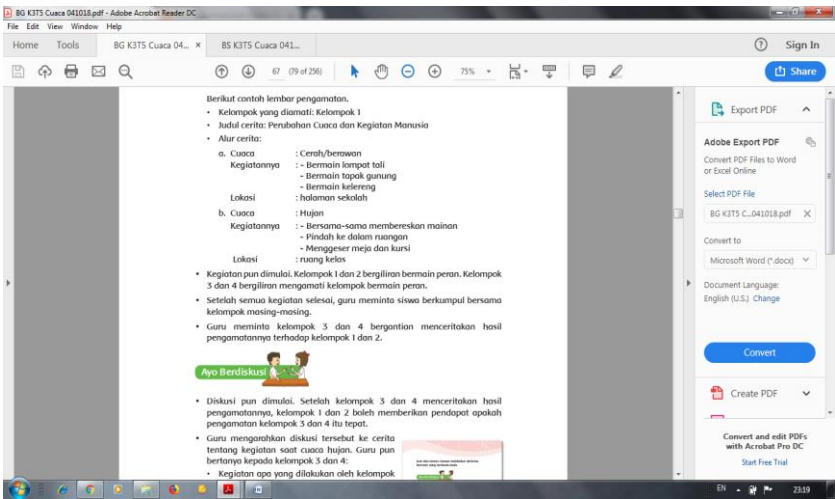 BG K3T5 Cuaca 041018.pdf - Adobe Acrobat Reader DC
File Edit View Window Help
Home Tools BG K3T5 Cuaca 04... × BS K3T5 Cuaca 041... Sign In
67 (79 of 256) 75% Share
Berikut contoh lembar pengamatan.
• Kelompok yang diamati: Kelompok 1
• Judul cerita: Perubahan Cuaca dan Kegiatan Manusia
• Alur cerita:
a. Cuaca : Cerah/berawan
Kegiatannya : - Bermain lompat tali
- Bermain tapak gunung
- Bermain kelereng
Lokasi : halaman sekolah
b. Cuaca : Hujan
Kegiatannya : - Bersama-sama membereskan mainan
- Pindah ke dalam ruangan
- Menggeser meja dan kursi
Lokasi : ruang kelas
• Kegiatan pun dimulai. Kelompok 1 dan 2 bergiliran bermain peran. Kelompok
3 dan 4 bergiliran mengamati kelompok bermain peran.
• Setelah semua kegiatan selesai, guru meminta siswa berkumpul bersama
kelompok masing-masing.
• Guru meminta kelompok 3 dan 4 bergantian menceritakan hasil
pengamatannya terhadap kelompok 1 dan 2.
Ayo Berdiskusi
• Diskusi pun dimulai. Setelah kelompok 3 dan 4 menceritakan hasil
pengamatannya, kelompok 1 dan 2 boleh memberikan pendapat apakah
pengamatan kelompok 3 dan 4 itu tepat.
• Guru mengarahkan diskusi tersebut ke cerita
tentang kegiatan saat cuaca hujan. Guru pun
bertanya kepada kelompok 3 dan 4:
• Kegiatan apa yang dilakukan oleh kelompok
Export PDF
Adobe Export PDF
Convert PDF Files to Word
or Excel Online
Select PDF File
BG K3T5 C...041018.pdf X
Convert to
Microsoft Word (*.docx)
Document Language:
English (U.S.) Change
Convert
Create PDF
Convert and edit PDFs
with Acrobat Pro DC
Start Free Trial
EN 23:19